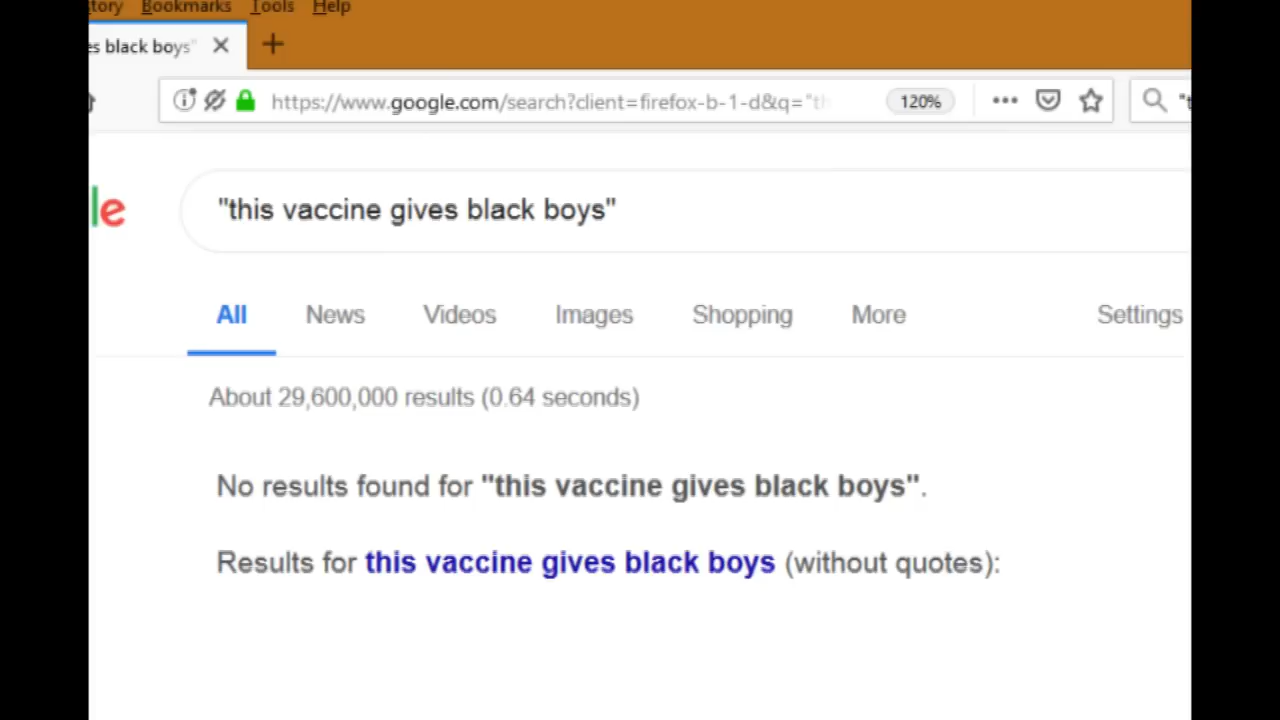 story Bookmarks Tools Help
es black boys"
https://www.google.com/search?client=firefox-b-1-d&q="th 120% "t
le "this vaccine gives black boys"
All News Videos Images Shopping More Settings
About 29,600,000 results (0.64 seconds)
No results found for "this vaccine gives black boys".
Results for this vaccine gives black boys (without quotes):